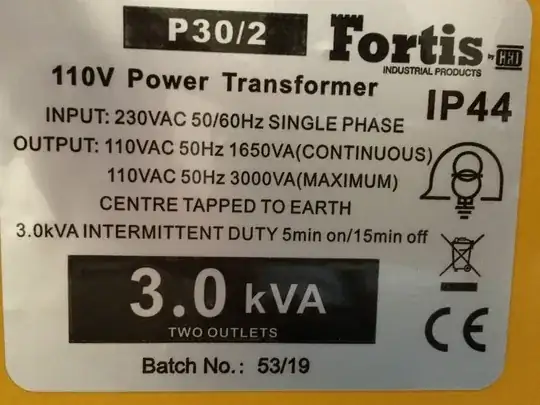 P30/2
Fortis by CED
INDUSTRIAL PRODUCTS
110V Power Transformer
IP44
INPUT: 230VAC 50/60Hz SINGLE PHASE
OUTPUT: 110VAC 50Hz 1650VA(CONTINUOUS)
110VAC 50Hz 3000VA(MAXIMUM)
CENTRE TAPPED TO EARTH
3.0kVA INTERMITTENT DUTY 5min on/15min off
3.0 kVA
TWO OUTLETS
CE
Batch No.: 53/19